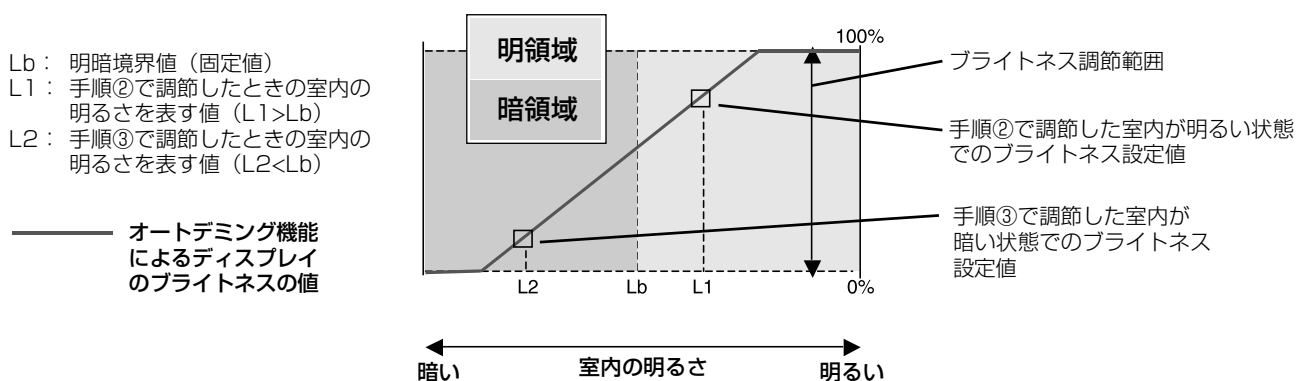 Lb： 明暗境界値（固定値）
L1： 手順②で調節したときの室内の
明るさを表す値（L1>Lb）
L2： 手順③で調節したときの室内の
明るさを表す値（L2<Lb）
オートデミング機能
によるディスプレイ
のブライトネスの値
明領域
暗領域
100%
L2
Lb
L1
0%
暗い
室内の明るさ
明るい
ブライトネス調節範囲
手順②で調節した室内が明るい状態
でのブライトネス設定値
手順③で調節した室内が
暗い状態でのブライトネス
設定値